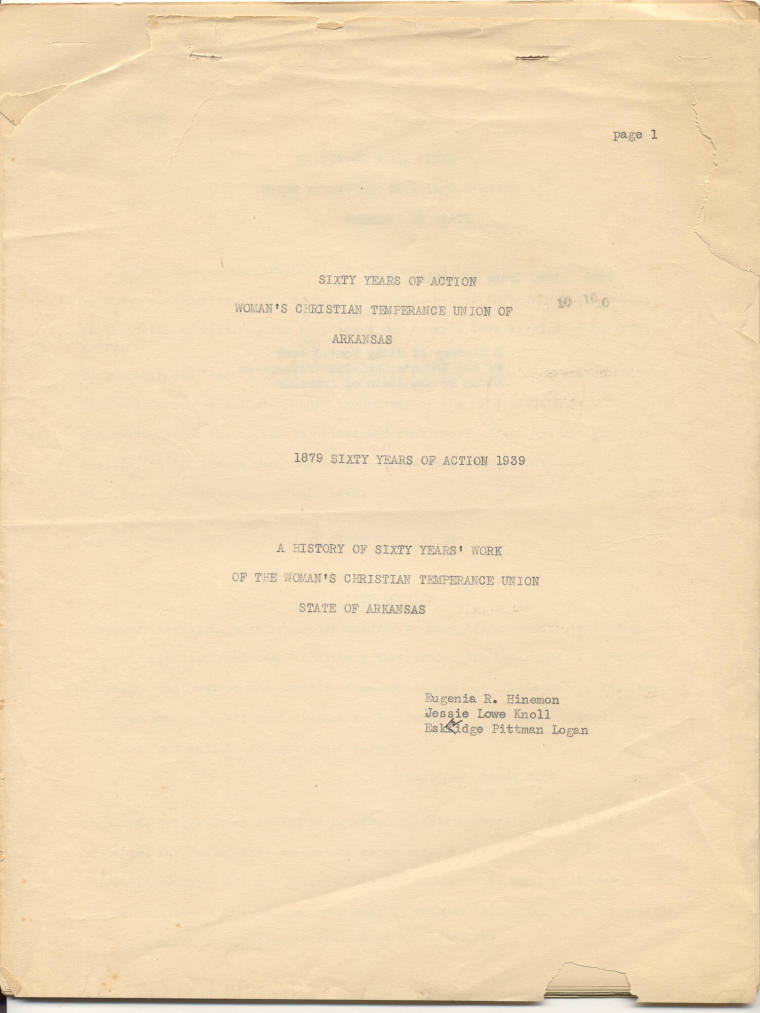 page 1
SIXTY YEARS OF ACTION
WOMAN'S CHRISTIAN TEMPERANCE UNION OF
ARKANSAS
1879 SIXTY YEARS OF ACTION 1939
A HISTORY OF SIXTY YEARS' WORK
OF THE WOMAN'S CHRISTIAN TEMPERANCE UNION
STATE OF ARKANSAS
Eugenia R. Hinemon
Jessie Lowe Knoll
Eskridge Pittman Logan